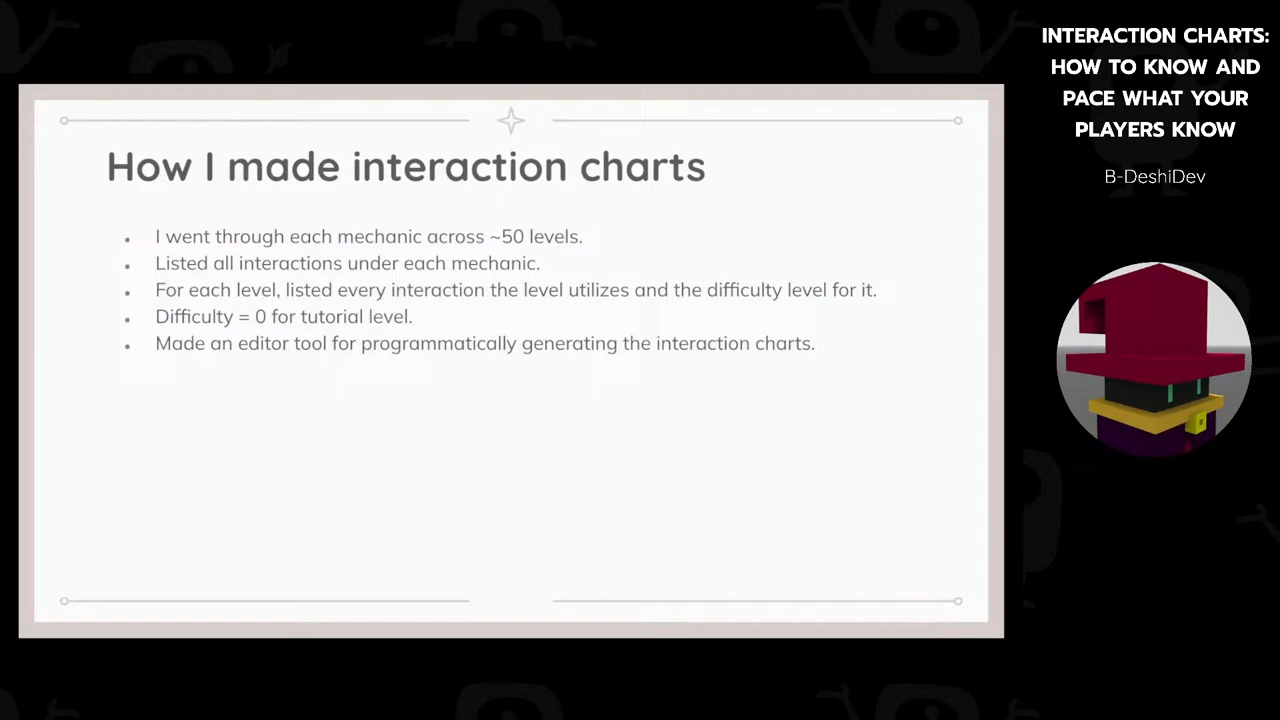 How I made interaction charts
• I went through each mechanic across ~50 levels.
• Listed all interactions under each mechanic.
• For each level, listed every interaction the level utilizes and the difficulty level for it.
• Difficulty = 0 for tutorial level.
• Made an editor tool for programmatically generating the interaction charts.
INTERACTION CHARTS:
HOW TO KNOW AND
PACE WHAT YOUR
PLAYERS KNOW
B-DeshiDev